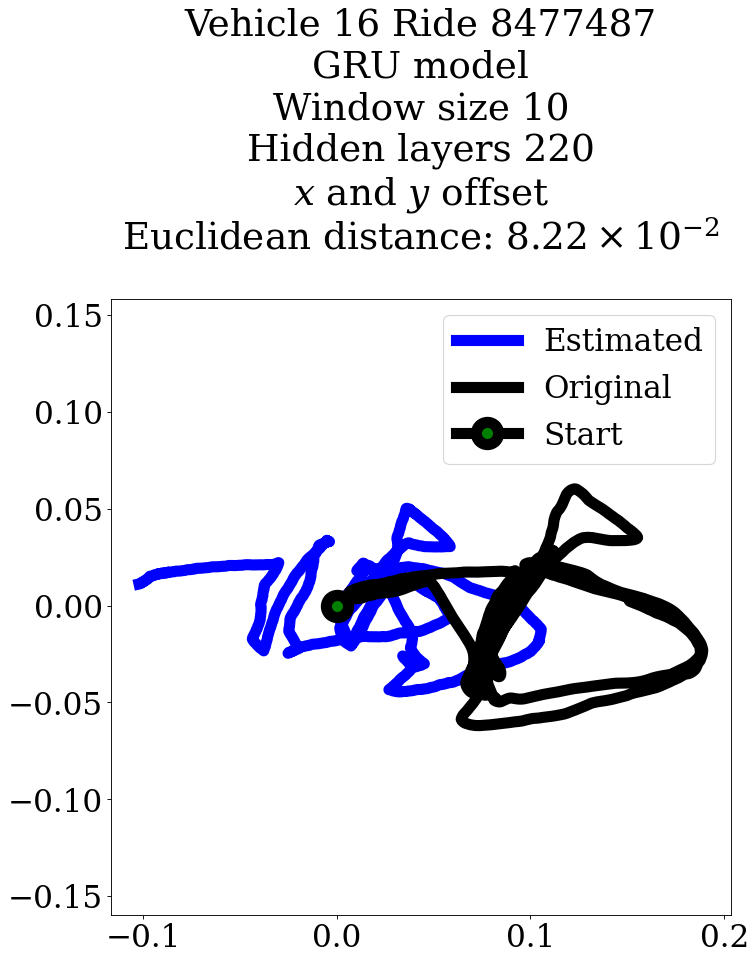 Vehicle 16 Ride 8477487
GRU model
Window size 10
Hidden layers 220
x and y offset
Euclidean distance: 8.22 × 10⁻²
Estimated
Original
Start
0.15
0.10
0.05
0.00
−0.05
−0.10
−0.15
−0.1 0.0 0.1 0.2